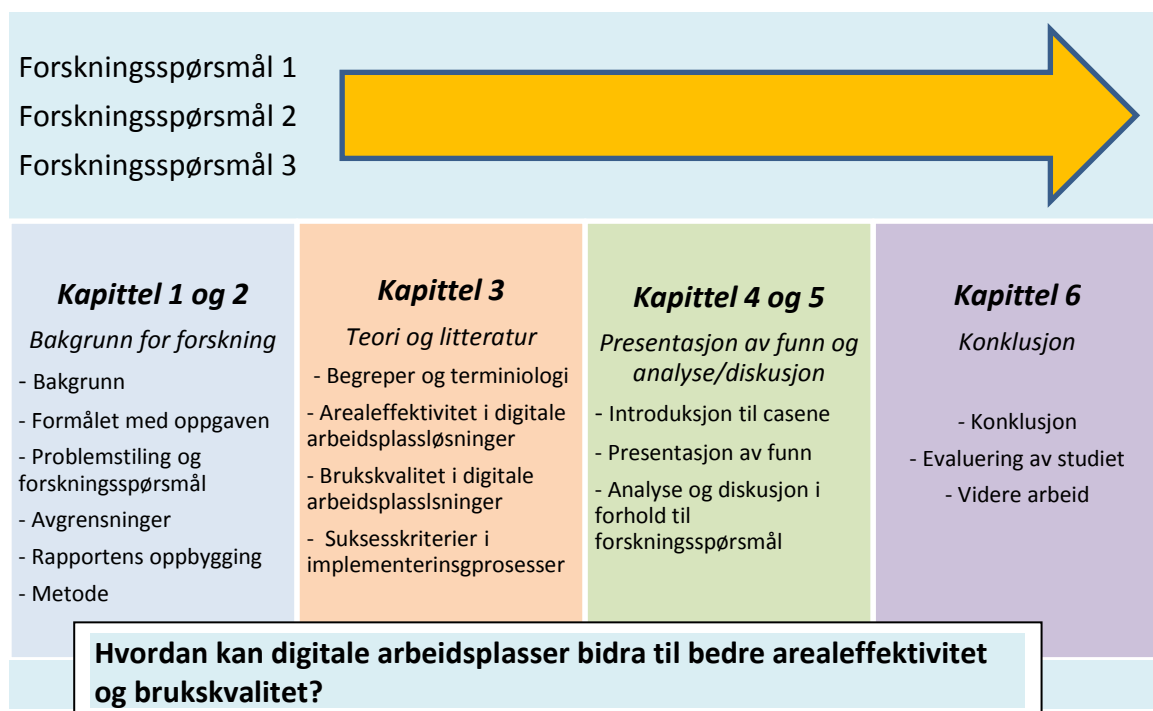 Forskningsspørsmål 1
Forskningsspørsmål 2
Forskningsspørsmål 3
Kapittel 1 og 2
Bakgrunn for forskning
- Bakgrunn
- Formålet med oppgaven
- Problemstiling og
forskningsspørsmål
- Avgrensninger
- Rapportens oppbygging
- Metode
Kapittel 3
Teori og litteratur
- Begreper og terminiologi
- Arealeffektivitet i digitale
arbeidsplassløsninger
- Brukskvalitet i digitale
arbeidsplasslsninger
- Suksesskriterier i
implementerinsgprosesser
Kapittel 4 og 5
Presentasjon av funn og
analyse/diskusjon
- Introduksjon til casene
- Presentasjon av funn
- Analyse og diskusjon i
forhold til
forskningsspørsmål
Kapittel 6
Konklusjon
- Konklusjon
- Evaluering av studiet
- Videre arbeid
Hvordan kan digitale arbeidsplasser bidra til bedre arealeffektivitet
og brukskvalitet?